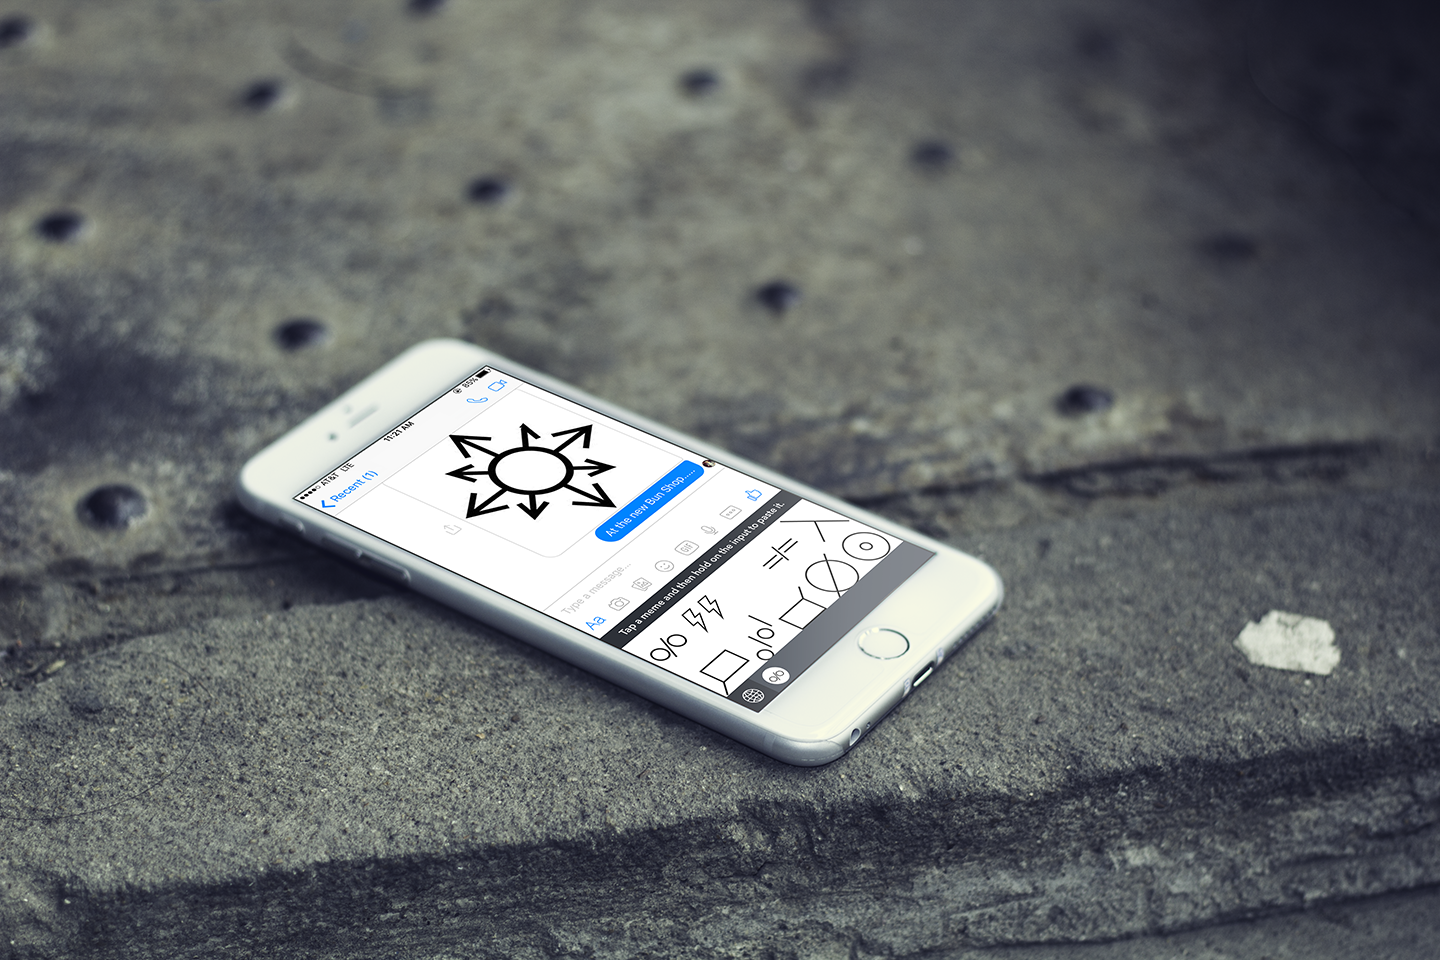 AT&T LTE 11:21 AM 85%
Recent (1)
At the new Bun Shop.....
Type a message...
Aa GIF
Tap a meme and then hold on the input to paste it.